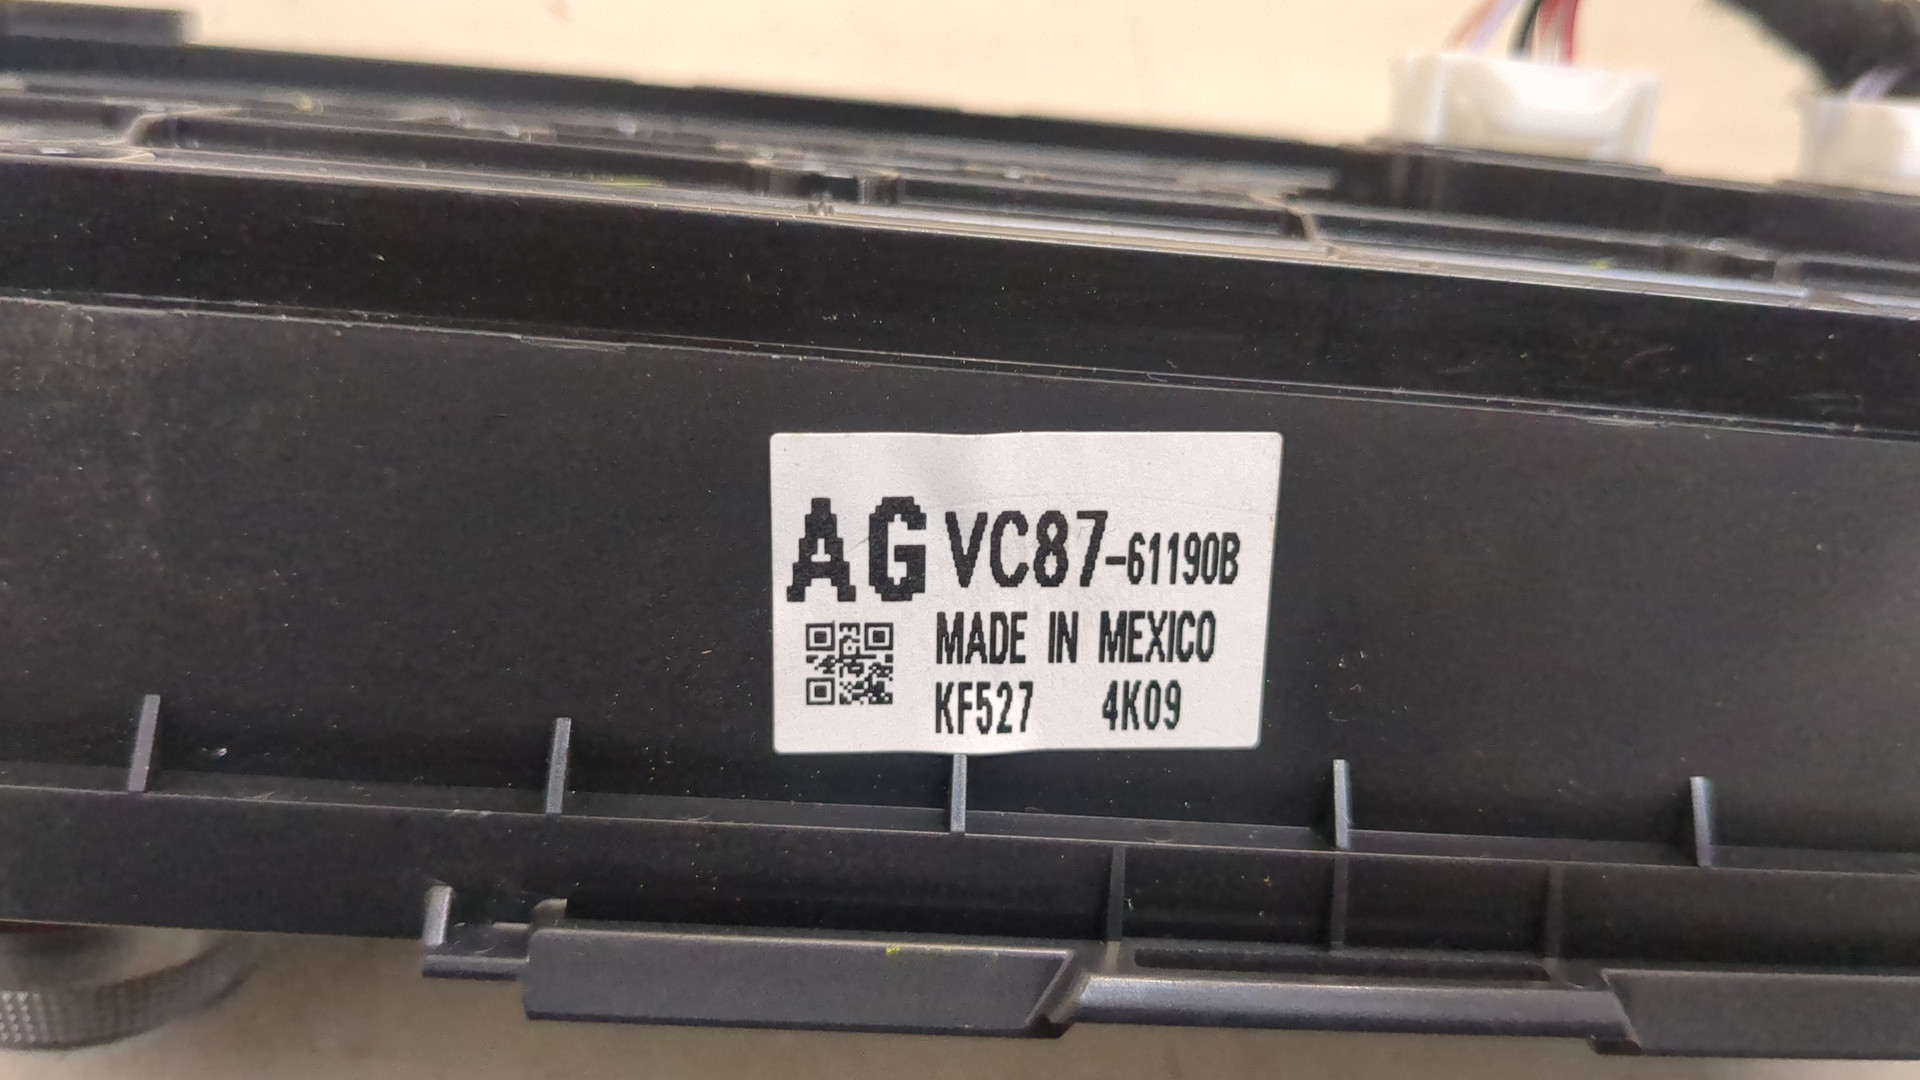 AG VC87-61190B
MADE IN MEXICO
KF527 4K09